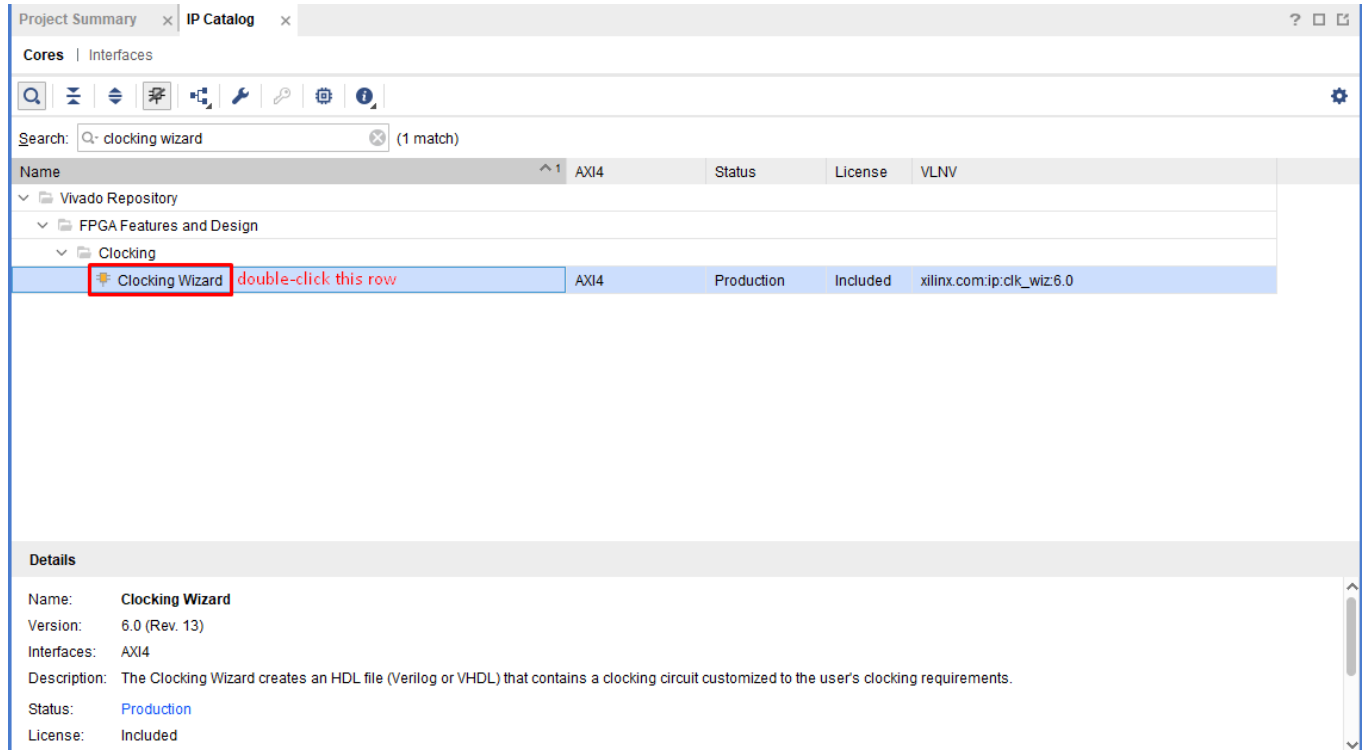 Project Summary × IP Catalog × ?
Cores | Interfaces
Search: clocking wizard (1 match)
Name 1 AXI4 Status License VLNV
Vivado Repository
FPGA Features and Design
Clocking
Clocking Wizard double-click this row AXI4 Production Included xilinx.com:ip:clk_wiz:6.0
Details
Name: Clocking Wizard
Version: 6.0 (Rev. 13)
Interfaces: AXI4
Description: The Clocking Wizard creates an HDL file (Verilog or VHDL) that contains a clocking circuit customized to the user's clocking requirements.
Status: Production
License: Included